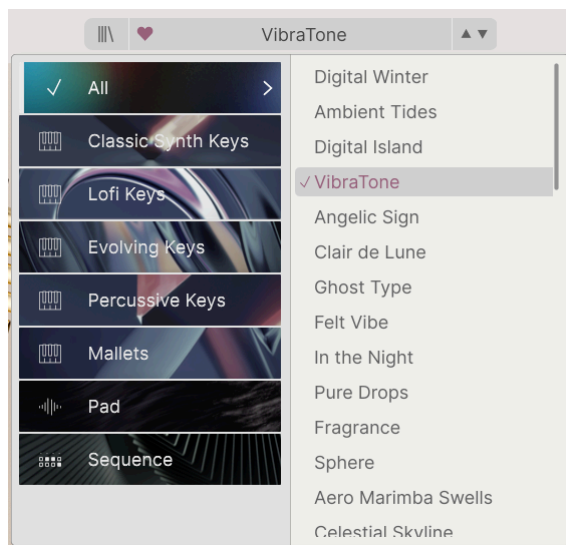 VibraTone
All
Classic Synth Keys
Lofi Keys
Evolving Keys
Percussive Keys
Mallets
Pad
Sequence
Digital Winter
Ambient Tides
Digital Island
VibraTone
Angelic Sign
Clair de Lune
Ghost Type
Felt Vibe
In the Night
Pure Drops
Fragrance
Sphere
Aero Marimba Swells
Celestial Skyline